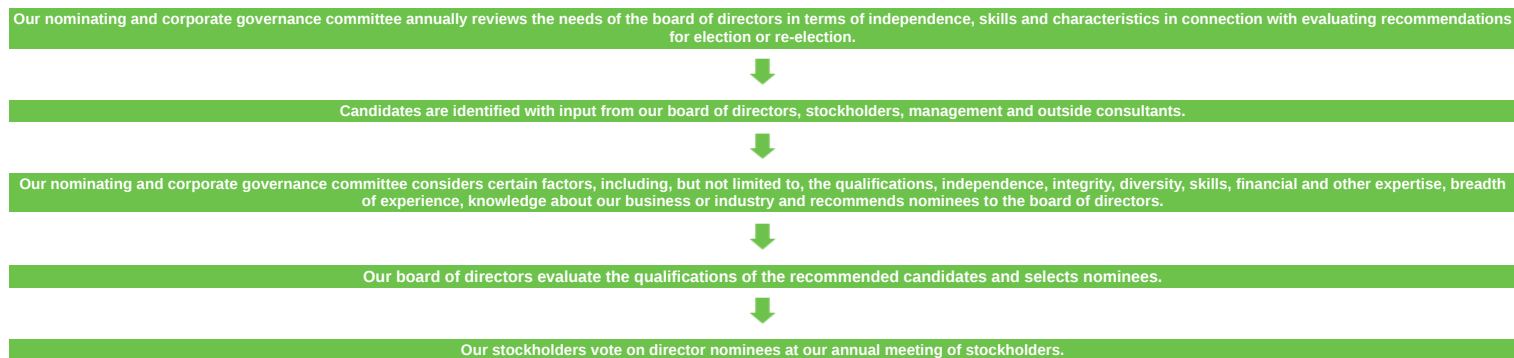 Our nominating and corporate governance committee annually reviews the needs of the board of directors in terms of independence, skills and characteristics in connection with evaluating recommendations
for election or re-election.
Candidates are identified with input from our board of directors, stockholders, management and outside consultants.
Our nominating and corporate governance committee considers certain factors, including, but not limited to, the qualifications, independence, integrity, diversity, skills, financial and other expertise, breadth
of experience, knowledge about our business or industry and recommends nominees to the board of directors.
Our board of directors evaluate the qualifications of the recommended candidates and selects nominees.
Our stockholders vote on director nominees at our annual meeting of stockholders.